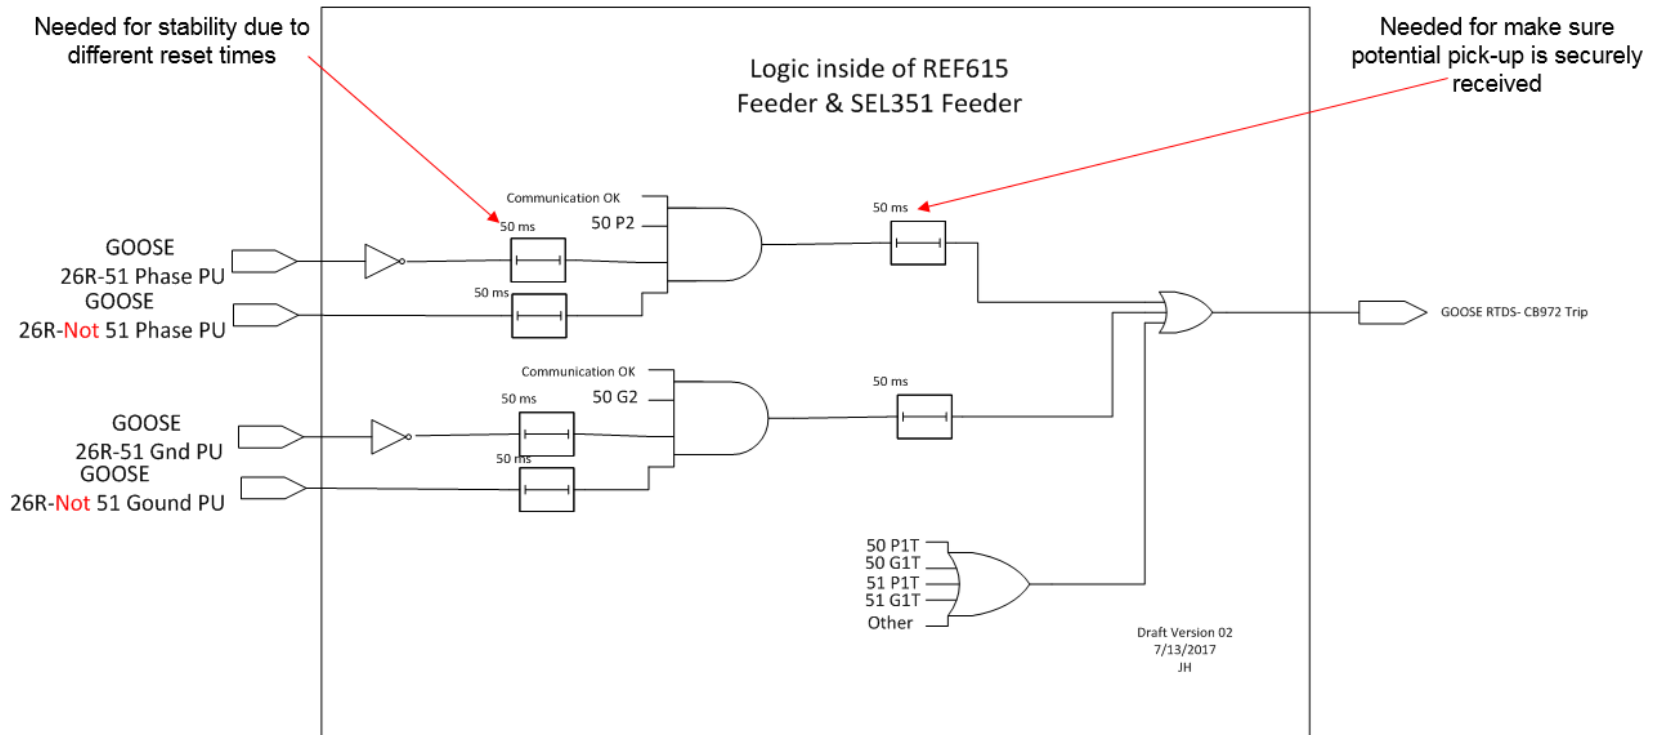 Needed for stability due to
different reset times
Needed for make sure
potential pick-up is securely
received
Logic inside of REF615
Feeder & SEL351 Feeder
Communication OK
50 ms
50 P2
50 ms
GOOSE
26R-51 Phase PU
50 ms
GOOSE
26R-Not 51 Phase PU
GOOSE RTDS- CB972 Trip
Communication OK
50 ms
50 G2
50 ms
GOOSE
26R-51 Gnd PU
50 ms
GOOSE
26R-Not 51 Gound PU
50 P1T
50 G1T
51 P1T
51 G1T
Other
Draft Version 02
7/13/2017
JH